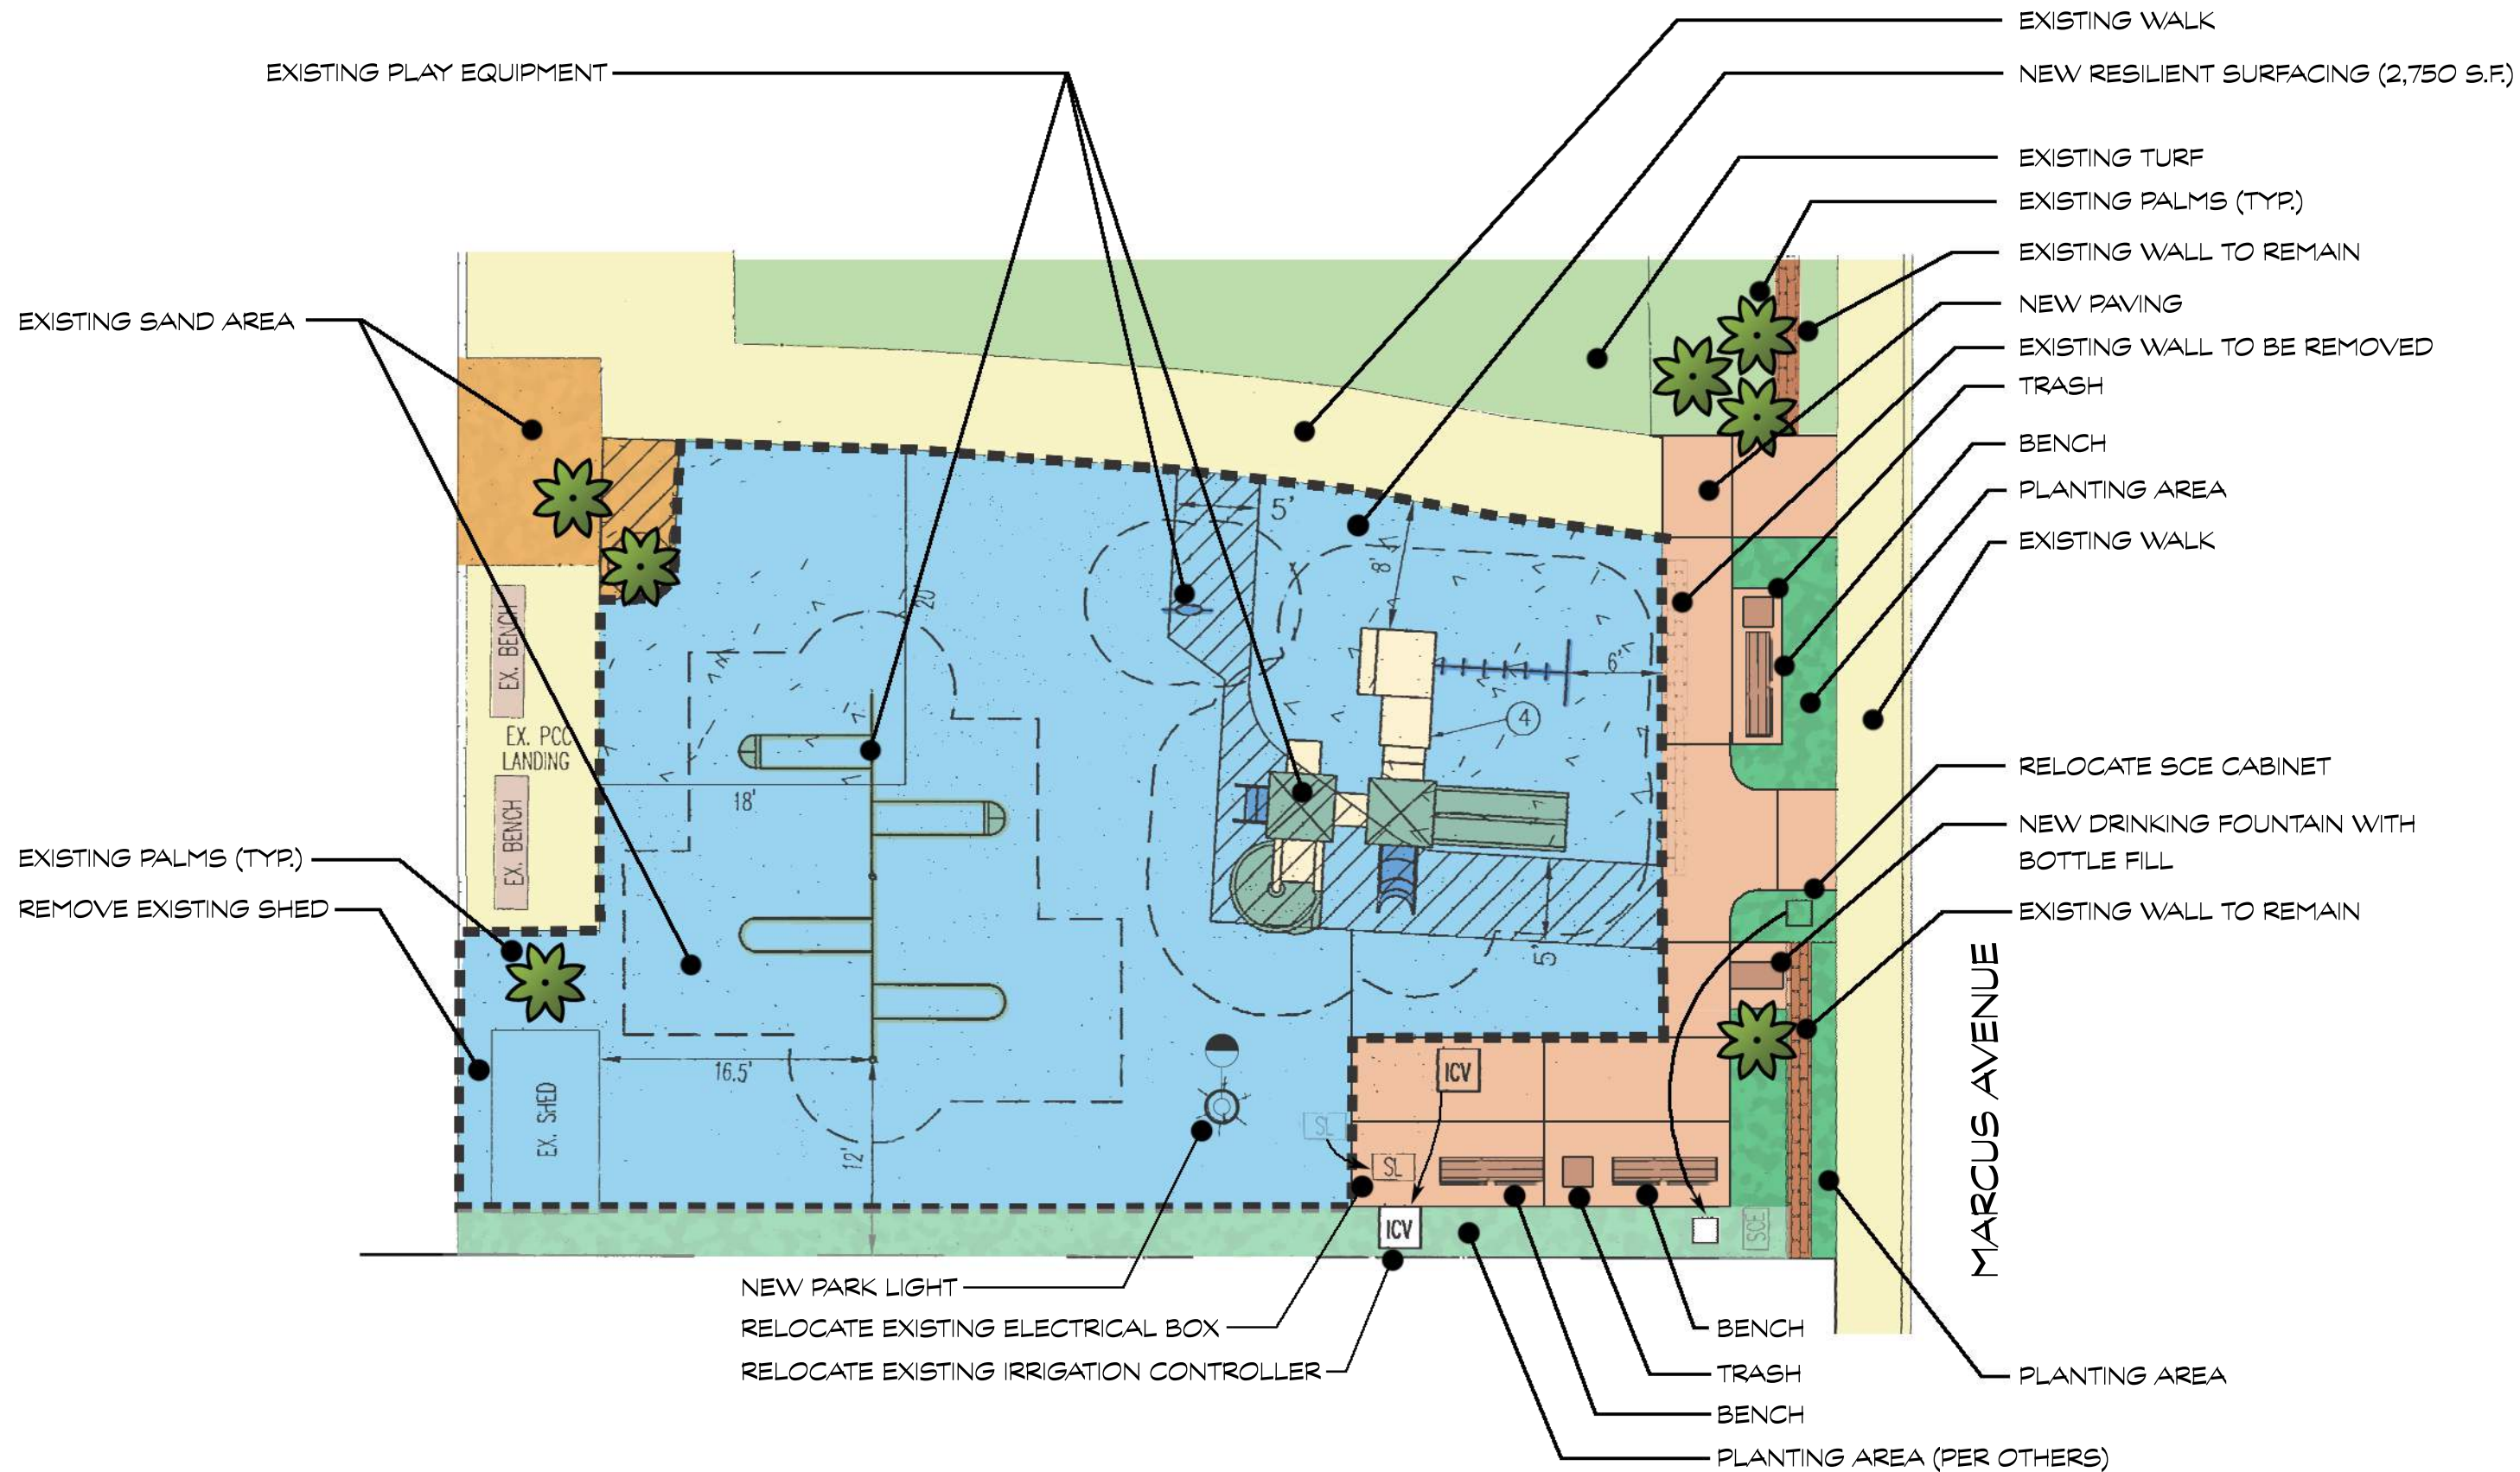 EXISTING WALK
EXISTING PLAY EQUIPMENT
NEW RESILIENT SURFACING (2,750 S.F.)
EXISTING TURF
EXISTING PALMS (TYP.)
EXISTING WALL TO REMAIN
NEW PAVING
EXISTING SAND AREA
EXISTING WALL TO BE REMOVED
TRASH
BENCH
PLANTING AREA
EXISTING WALK
5'
8'
20'
6'
EX. BENCH
4
EX. PCC
LANDING
RELOCATE SCE CABINET
18'
NEW DRINKING FOUNTAIN WITH
BOTTLE FILL
EX. BENCH
EXISTING PALMS (TYP.)
REMOVE EXISTING SHED
EXISTING WALL TO REMAIN
5'
MARCUS AVENUE
16.5'
ICV
EX. SHED
SL
12'
SL
ICV
SCE
NEW PARK LIGHT
RELOCATE EXISTING ELECTRICAL BOX
BENCH
RELOCATE EXISTING IRRIGATION CONTROLLER
TRASH
PLANTING AREA
BENCH
PLANTING AREA (PER OTHERS)